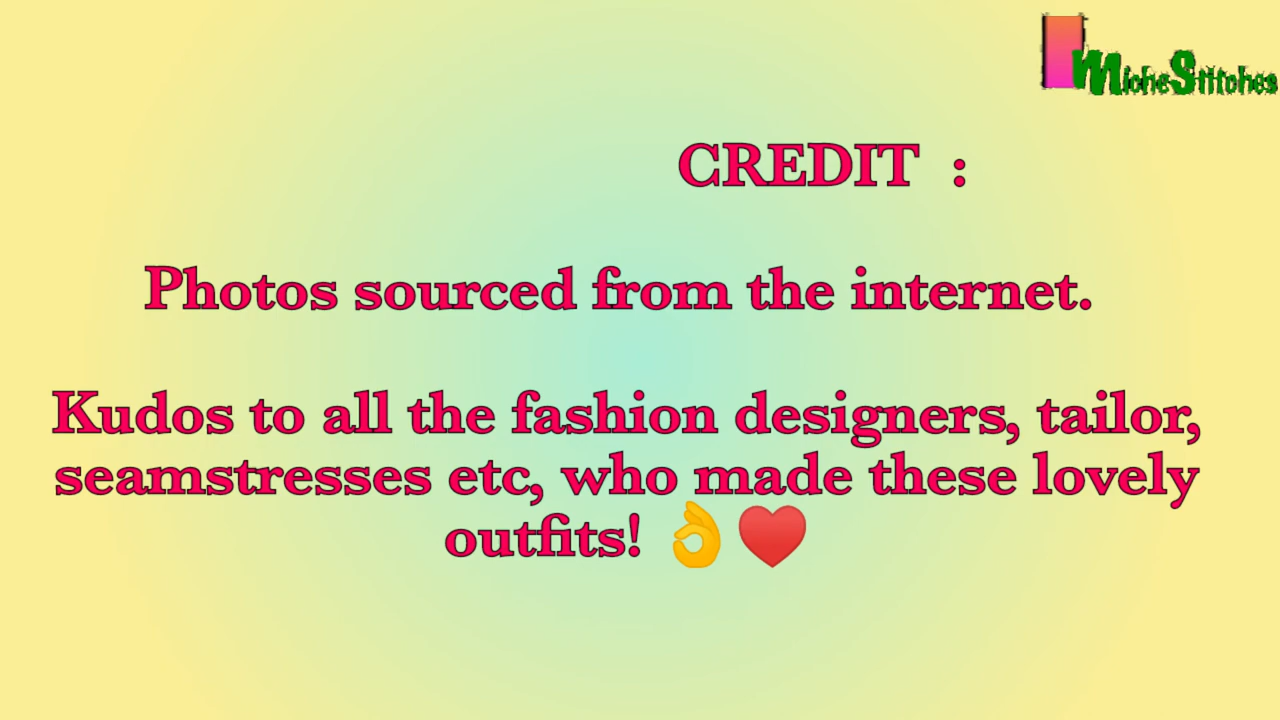 MicheStitches
CREDIT :
Photos sourced from the internet.
Kudos to all the fashion designers, tailor,
seamstresses etc, who made these lovely
outfits! 👌♥️